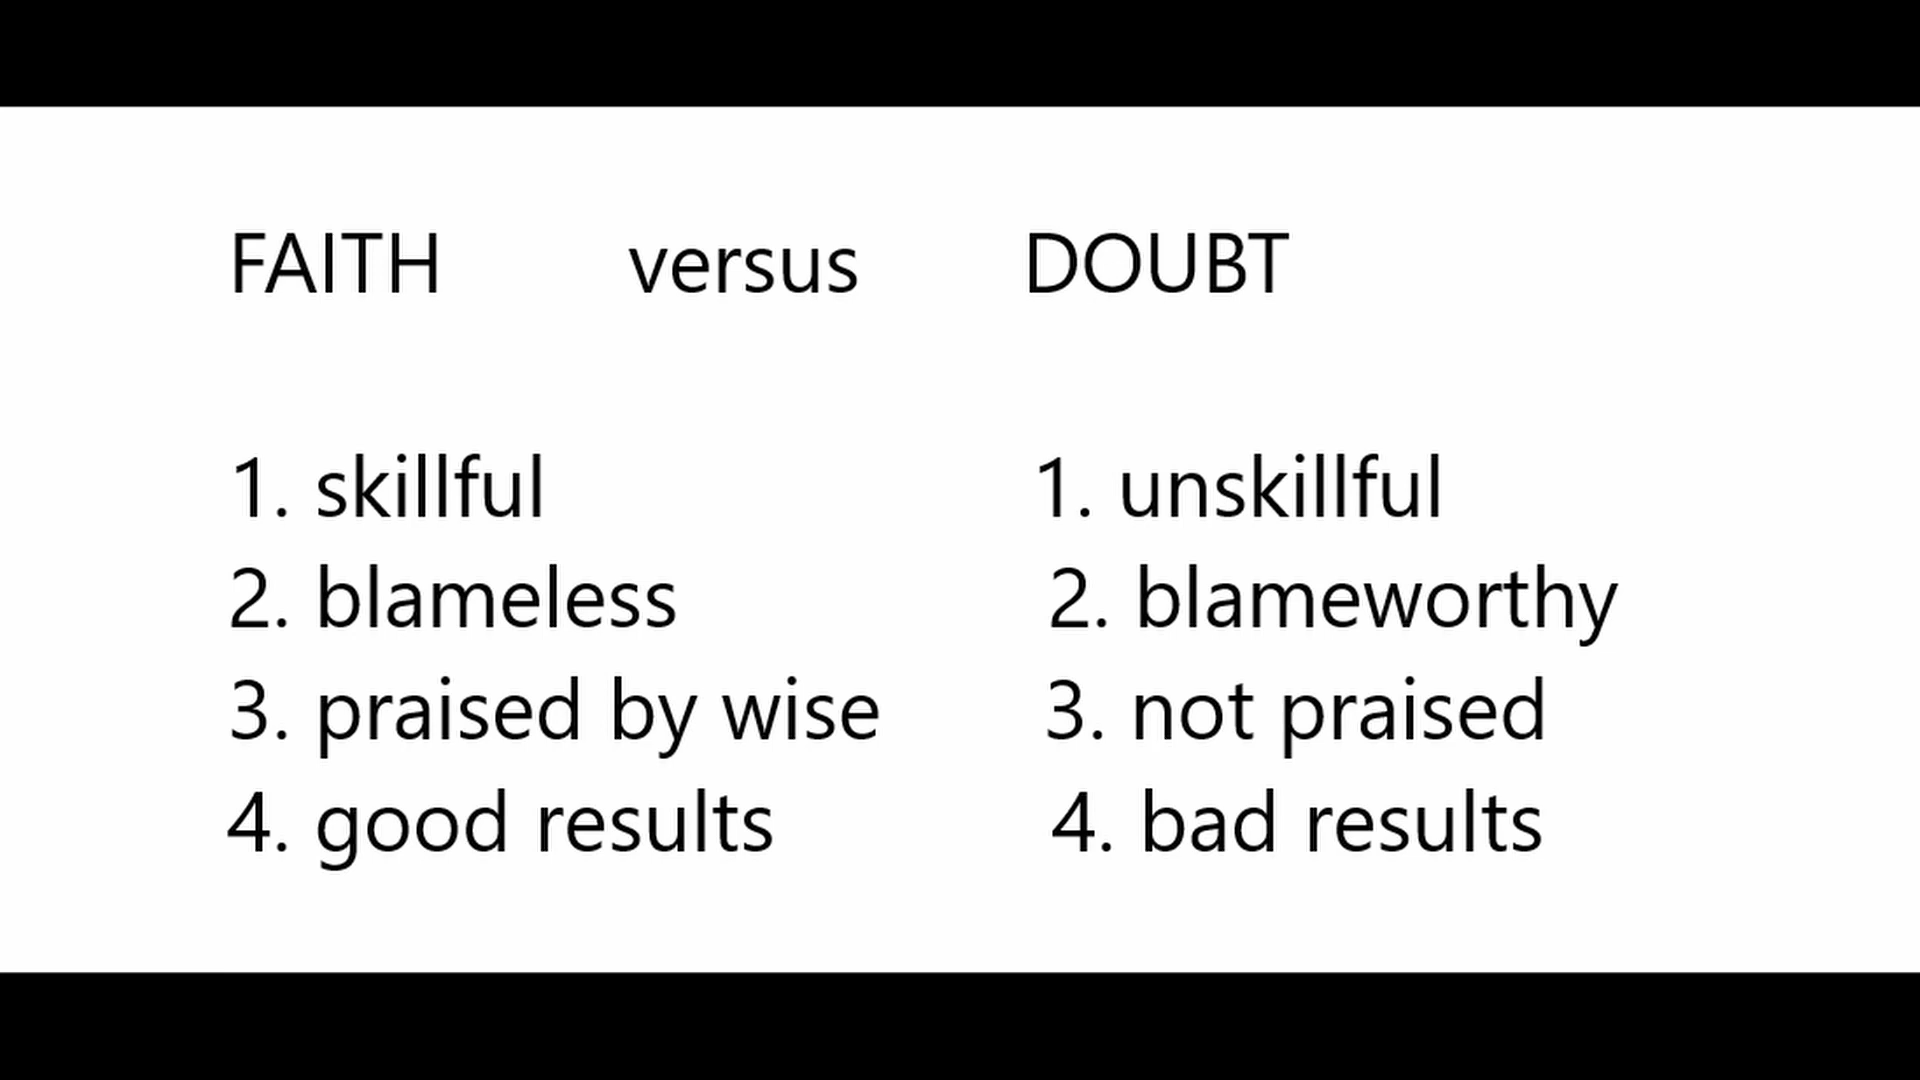 FAITH versus DOUBT
1. skillful 1. unskillful
2. blameless 2. blameworthy
3. praised by wise 3. not praised
4. good results 4. bad results